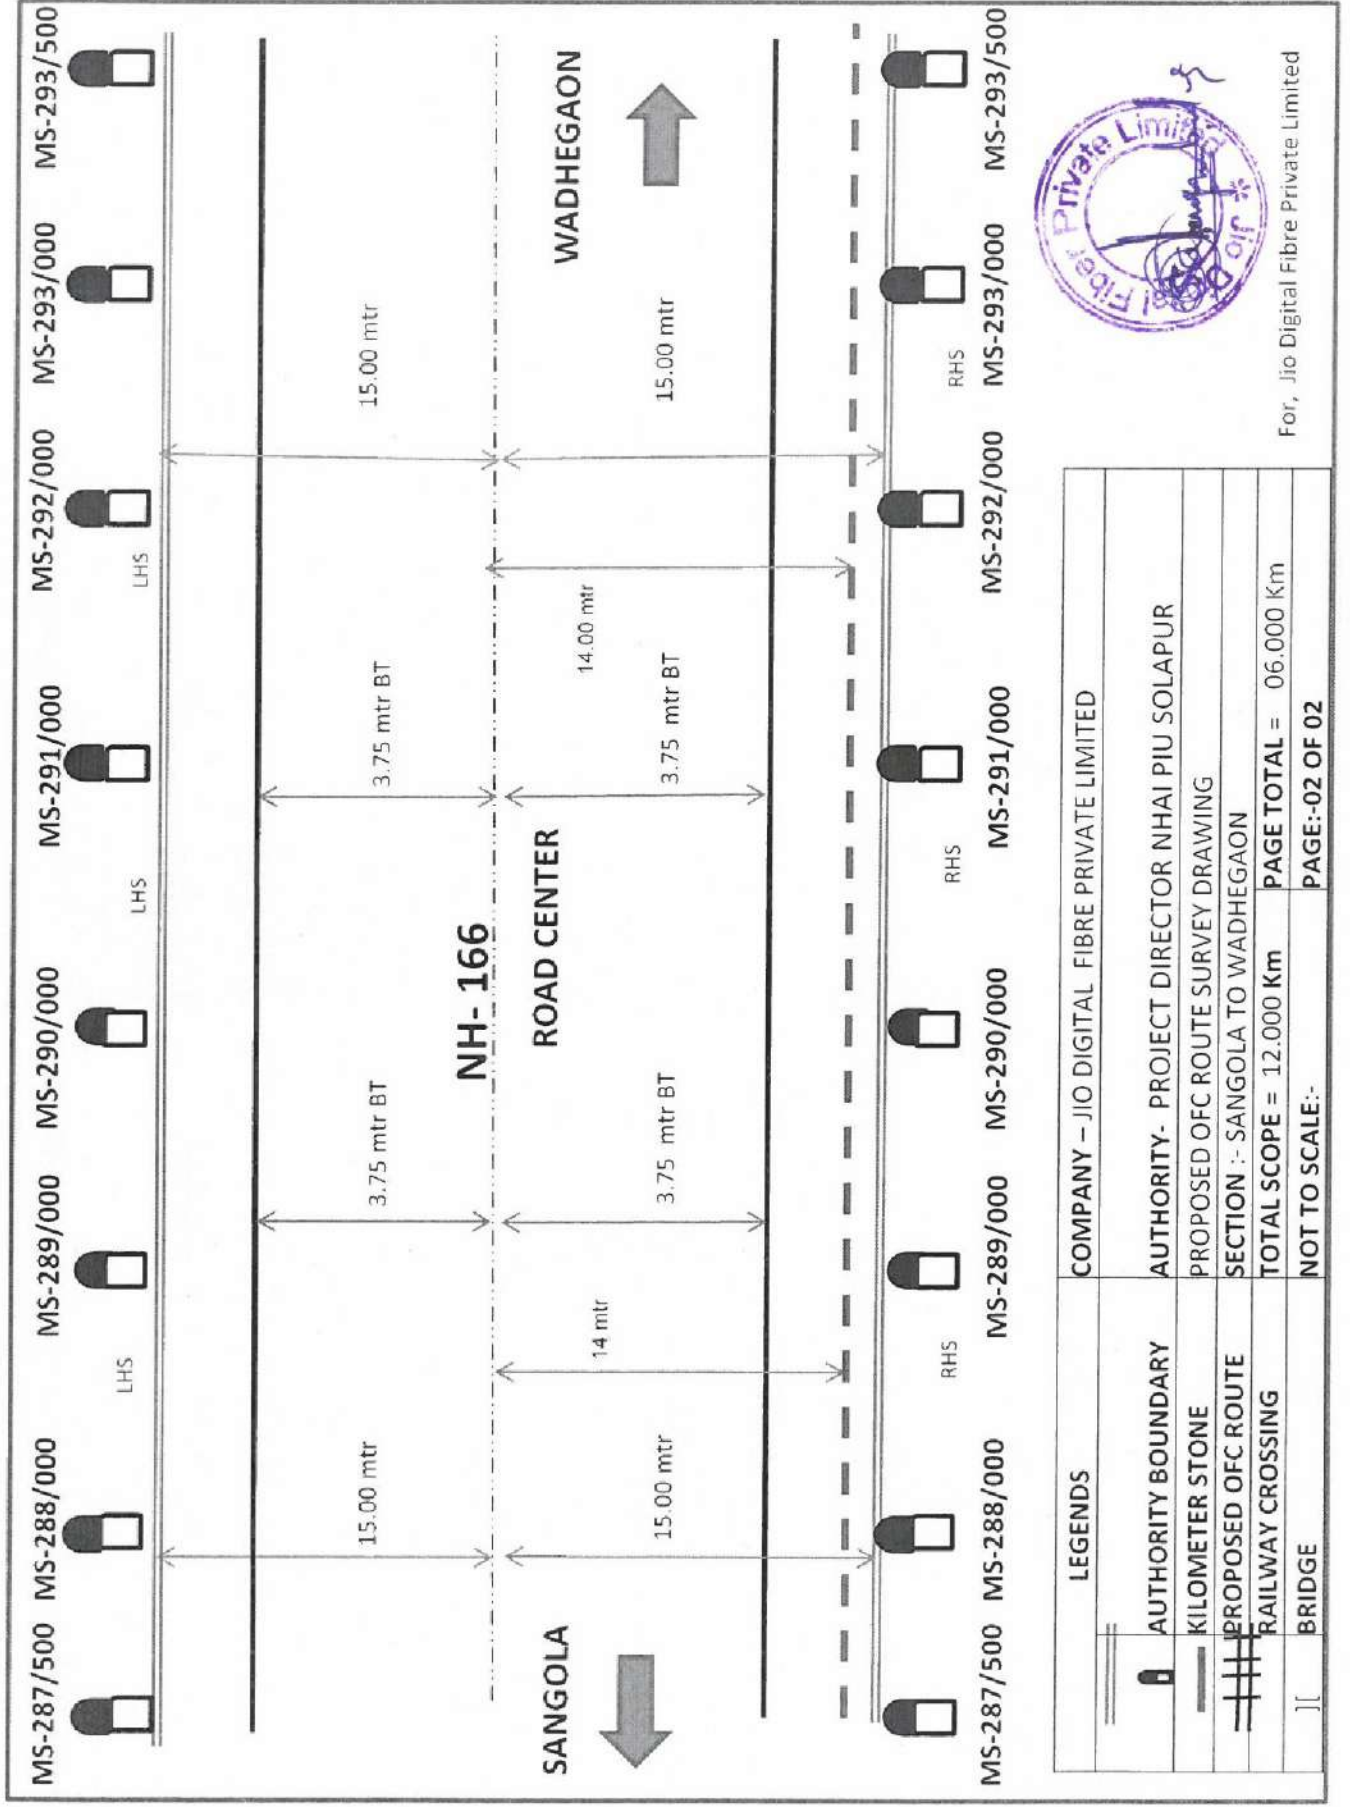 MS-287/500 MS-288/000 MS-289/000 MS-290/000 MS-291/000 MS-292/000 MS-293/000 MS-293/500
LHS LHS LHS
15.00 mtr 3.75 mtr BT 3.75 mtr BT 15.00 mtr
NH- 166
SANGOLA ROAD CENTER WADHEGAON
14 mtr 14.00 mtr
15.00 mtr 3.75 mtr BT 3.75 mtr BT 15.00 mtr
RHS RHS RHS
MS-287/500 MS-288/000 MS-289/000 MS-290/000 MS-291/000 MS-292/000 MS-293/000 MS-293/500
LEGENDS
AUTHORITY BOUNDARY
KILOMETER STONE
PROPOSED OFC ROUTE
RAILWAY CROSSING
BRIDGE
COMPANY – JIO DIGITAL FIBRE PRIVATE LIMITED
AUTHORITY- PROJECT DIRECTOR NHAI PIU SOLAPUR
PROPOSED OFC ROUTE SURVEY DRAWING
SECTION :- SANGOLA TO WADHEGAON
TOTAL SCOPE = 12.000 Km PAGE TOTAL = 06.000 Km
NOT TO SCALE:- PAGE:-02 OF 02
Fiber Private Limited * Jio
For, Jio Digital Fibre Private Limited